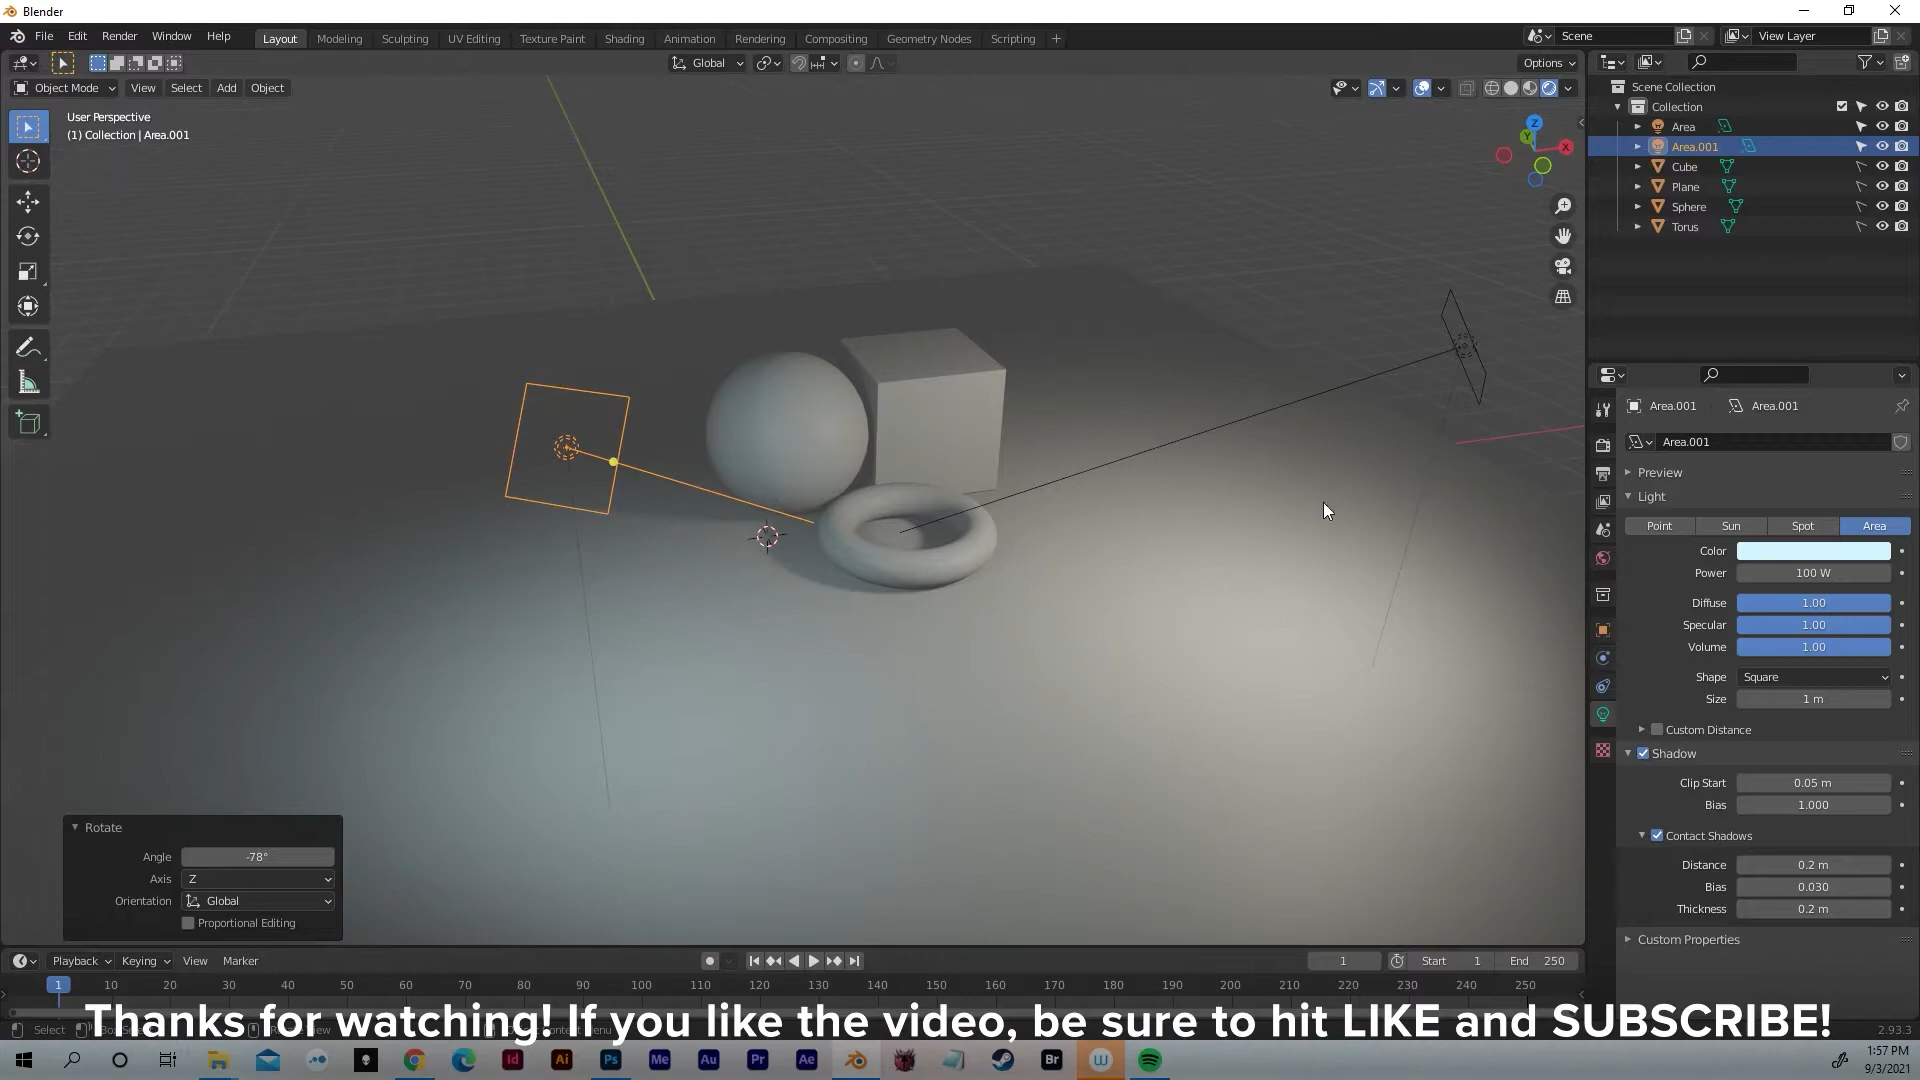 Blender
File Edit Render Window Help
Layout Modeling Sculpting UV Editing Texture Paint Shading Animation Rendering Compositing Geometry Nodes Scripting +
Scene
View Layer
Global
Options
Object Mode View Select Add Object
User Perspective
(1) Collection | Area.001
Z
Y
X
Scene Collection
Collection
Area
Area.001
Cube
Plane
Sphere
Torus
Area.001 Area.001
Area.001
Preview
Light
Point Sun Spot Area
Color
Power 100 W
Diffuse 1.00
Specular 1.00
Volume 1.00
Shape Square
Size 1 m
Custom Distance
Shadow
Clip Start 0.05 m
Bias 1.000
Contact Shadows
Distance 0.2 m
Bias 0.030
Thickness 0.2 m
Custom Properties
Rotate
Angle -78°
Axis Z
Orientation Global
Proportional Editing
Playback Keying View Marker
1 Start 1 End 250
1 10 20 30 40 50 60 70 80 90 100 110 120 130 140 150 160 170 180 190 200 210 220 230 240 250
Thanks for watching! If you like the video, be sure to hit LIKE and SUBSCRIBE!
Select
2.93.3
Id Ai Ps Me Au Pr Ae Br
1:57 PM
9/3/2021